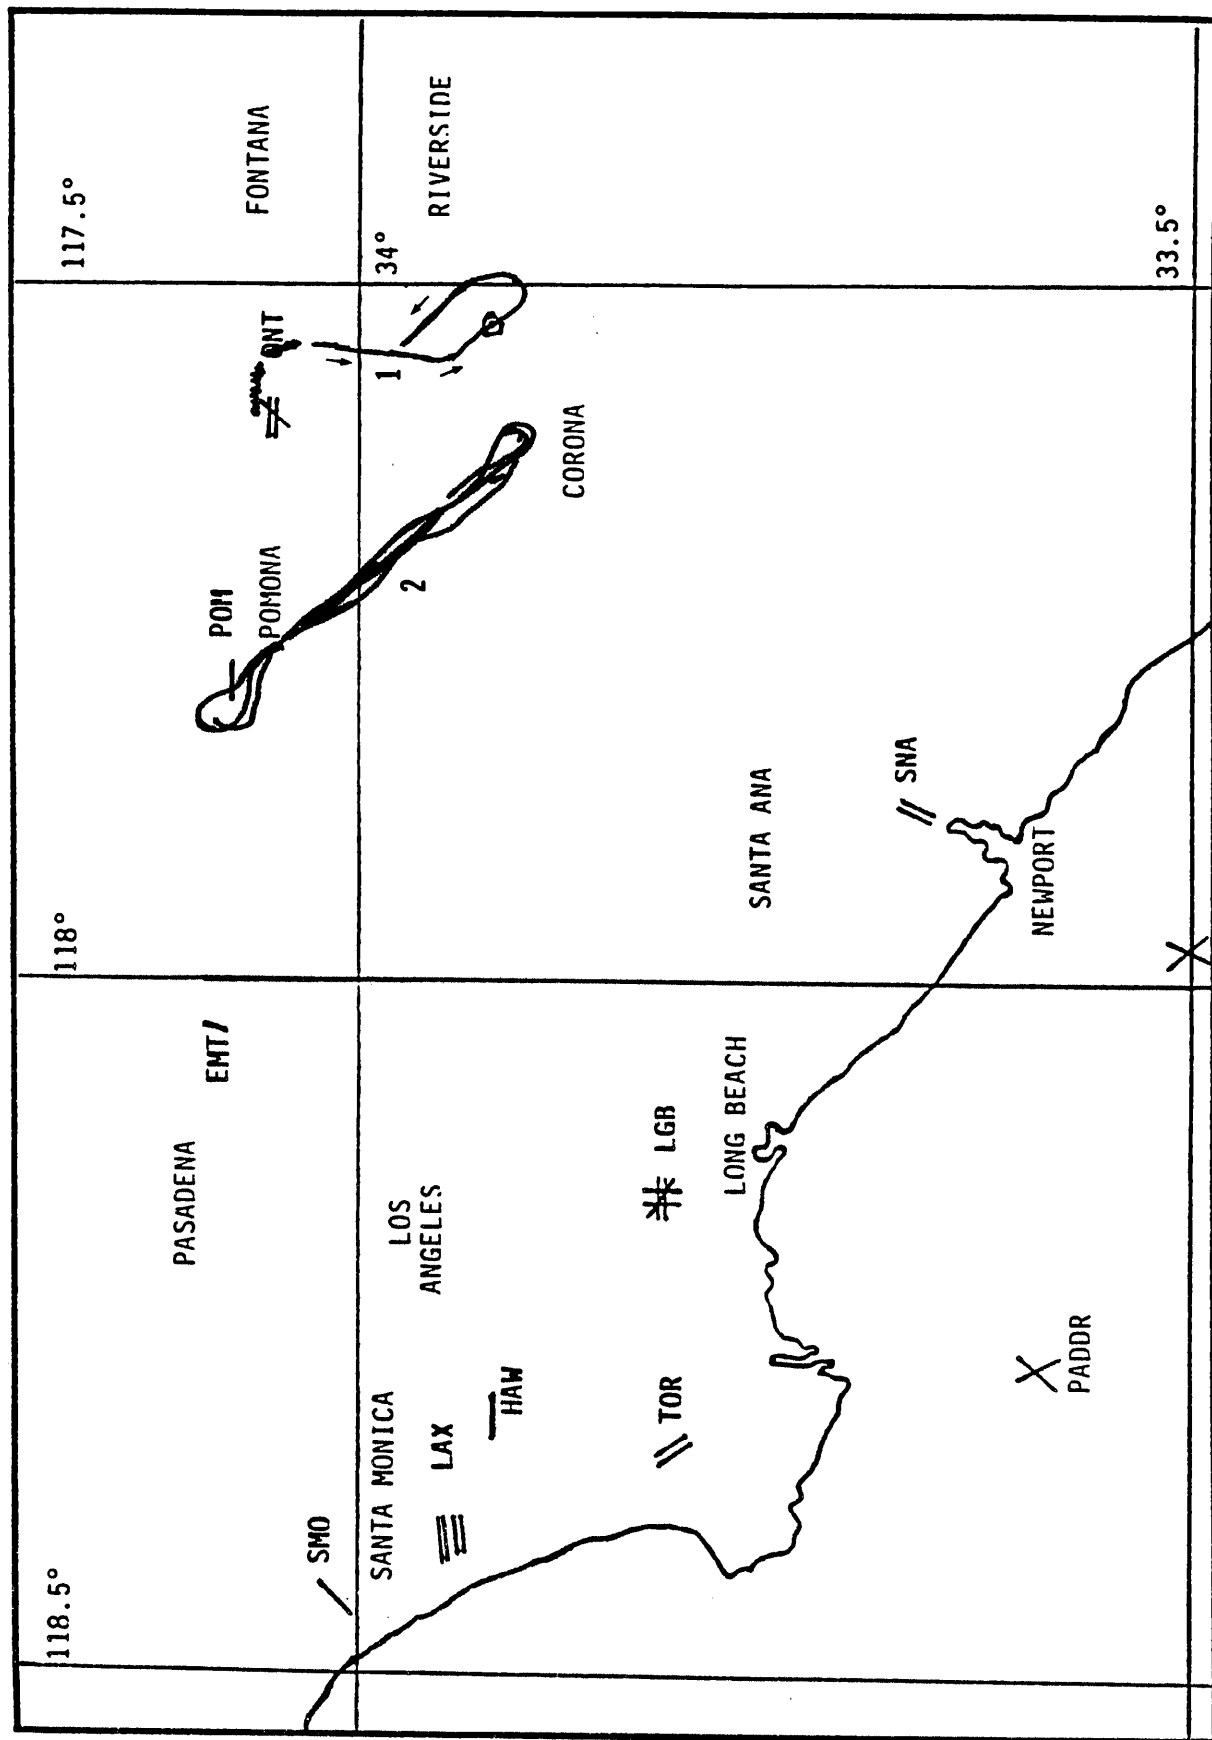 118.5°
118°
117.5°
PASADENA
EMT
POM
POMONA
ONT
FONTANA
SMO
SANTA MONICA
LAX
LOS
ANGELES
2
1
34°
RIVERSIDE
HAW
CORONA
TOR
LGB
LONG BEACH
SANTA ANA
SNA
NEWPORT
PADDR
33.5°